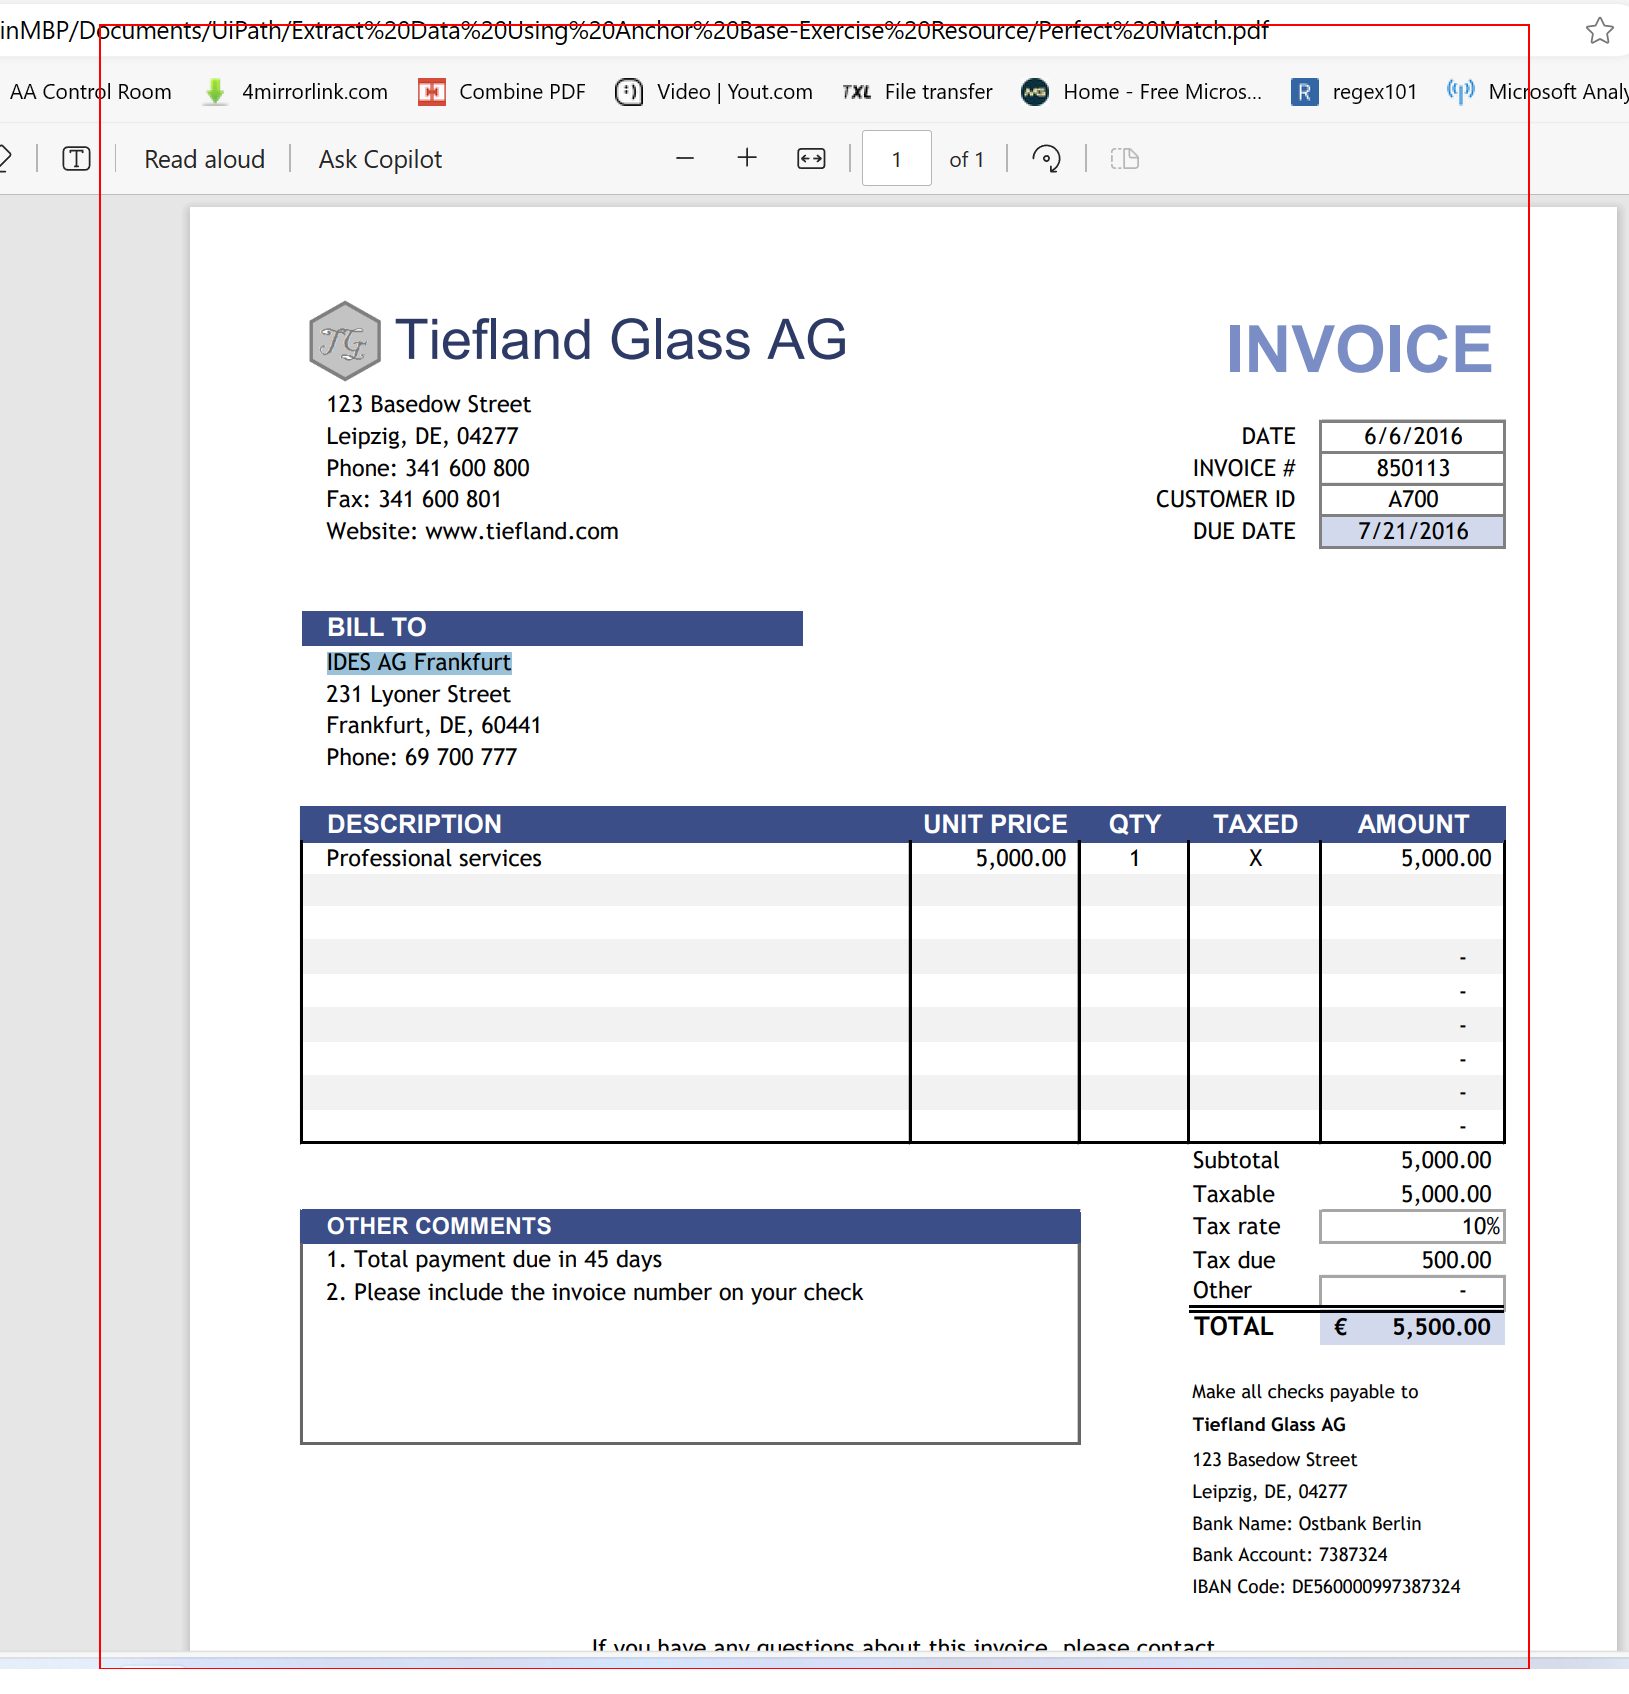 inMBP/Documents/UiPath/Extract%20Data%20Using%20Anchor%20Base-Exercise%20Resource/Perfect%20Match.pdf
AA Control Room 4mirrorlink.com Combine PDF Video | Yout.com TXL File transfer Home - Free Micros... R regex101 Microsoft Analy
T Read aloud Ask Copilot 1 of 1
TG Tiefland Glass AG INVOICE
123 Basedow Street
Leipzig, DE, 04277 DATE 6/6/2016
Phone: 341 600 800 INVOICE # 850113
Fax: 341 600 801 CUSTOMER ID A700
Website: www.tiefland.com DUE DATE 7/21/2016
BILL TO
IDES AG Frankfurt
231 Lyoner Street
Frankfurt, DE, 60441
Phone: 69 700 777
DESCRIPTION UNIT PRICE QTY TAXED AMOUNT
Professional services 5,000.00 1 X 5,000.00
-
-
-
-
-
-
Subtotal 5,000.00
Taxable 5,000.00
OTHER COMMENTS Tax rate 10%
1. Total payment due in 45 days Tax due 500.00
2. Please include the invoice number on your check Other -
TOTAL € 5,500.00
Make all checks payable to
Tiefland Glass AG
123 Basedow Street
Leipzig, DE, 04277
Bank Name: Ostbank Berlin
Bank Account: 7387324
IBAN Code: DE560000997387324
If you have any questions about this invoice, please contact